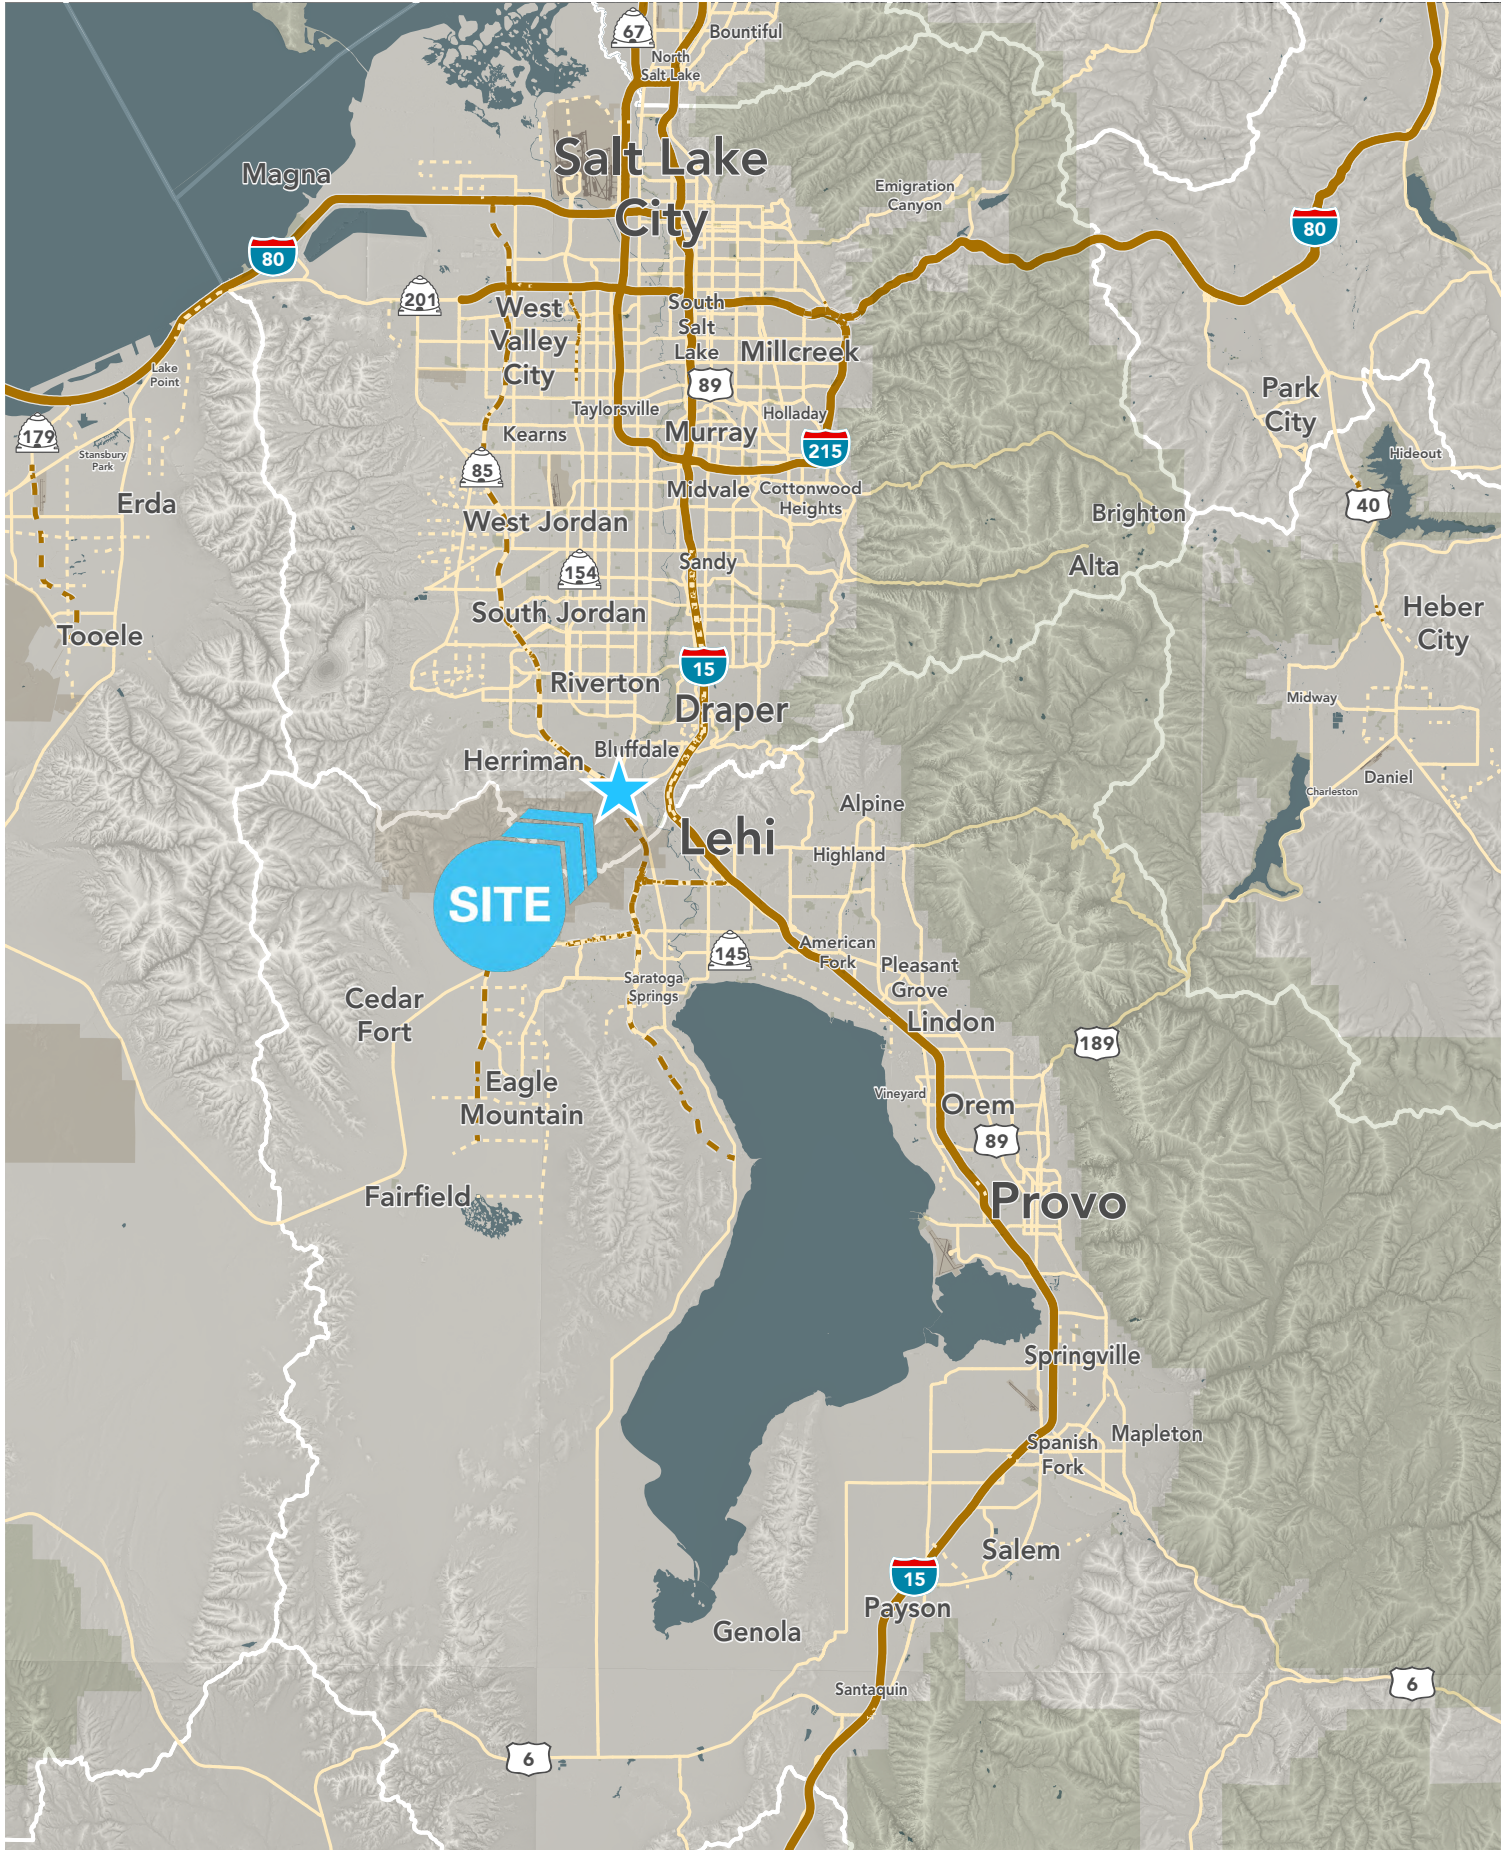 67
Bountiful
North
Salt Lake
Salt Lake
City
Magna
Emigration
Canyon
80
80
201
West
Valley
City
South
Salt
Lake
Millcreek
Lake
Point
89
Park
City
Taylorsville
Holladay
179
Kearns
Murray
215
Stansbury
Park
Hideout
85
Midvale
Cottonwood
Heights
Erda
40
West Jordan
Brighton
Sandy
154
Alta
South Jordan
Heber
City
Tooele
15
Riverton
Midway
Draper
Bluffdale
Herriman
Daniel
Charleston
Alpine
Lehi
Highland
SITE
American
Fork
145
Pleasant
Grove
Saratoga
Springs
Cedar
Fort
Lindon
189
Eagle
Mountain
Vineyard
Orem
89
Fairfield
Provo
Springville
Mapleton
Spanish
Fork
Salem
15
Payson
Genola
Santaquin
6
6